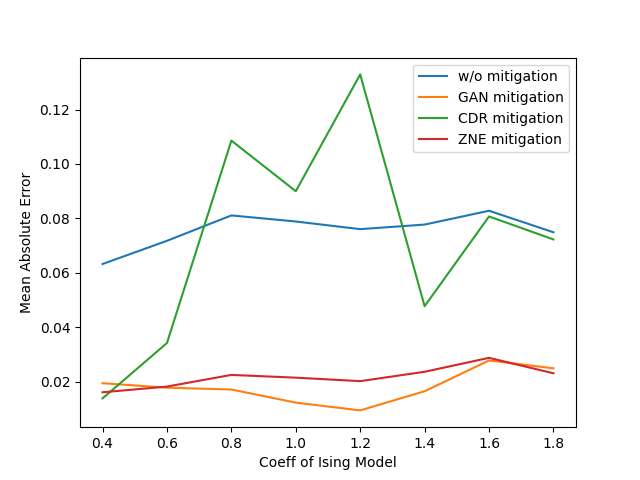 w/o mitigation
GAN mitigation
CDR mitigation
ZNE mitigation
0.12
0.10
0.08
0.06
0.04
0.02
Mean Absolute Error
0.4 0.6 0.8 1.0 1.2 1.4 1.6 1.8
Coeff of Ising Model